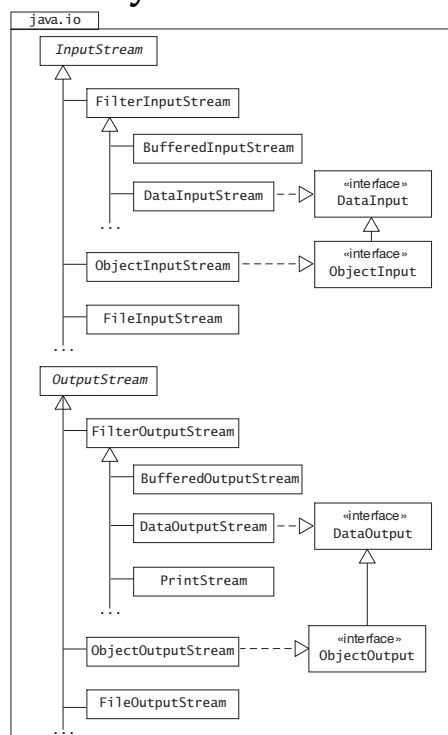 java.io
InputStream
FilterInputStream
BufferedInputStream
DataInputStream
«interface»
DataInput
...
ObjectInputStream
«interface»
ObjectInput
FileInputStream
...
OutputStream
FilterOutputStream
BufferedOutputStream
DataOutputStream
«interface»
DataOutput
PrintStream
...
ObjectOutputStream
«interface»
ObjectOutput
FileOutputStream
...